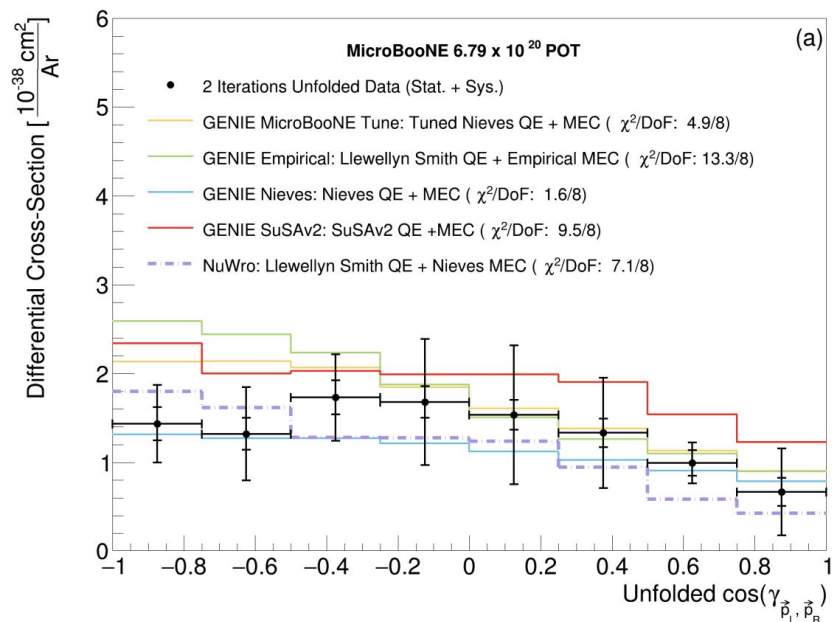 (a)
MicroBooNE 6.79 x 10 20 POT
2 Iterations Unfolded Data (Stat. + Sys.)
GENIE MicroBooNE Tune: Tuned Nieves QE + MEC ( χ2/DoF: 4.9/8)
GENIE Empirical: Llewellyn Smith QE + Empirical MEC ( χ2/DoF: 13.3/8)
GENIE Nieves: Nieves QE + MEC ( χ2/DoF: 1.6/8)
GENIE SuSAv2: SuSAv2 QE +MEC ( χ2/DoF: 9.5/8)
NuWro: Llewellyn Smith QE + Nieves MEC ( χ2/DoF: 7.1/8)
Differential Cross-Section [ 10-38 cm2 / Ar ]
6
5
4
3
2
1
0
−1 −0.8 −0.6 −0.4 −0.2 0 0.2 0.4 0.6 0.8 1
Unfolded cos(γp⃗L, p⃗R)